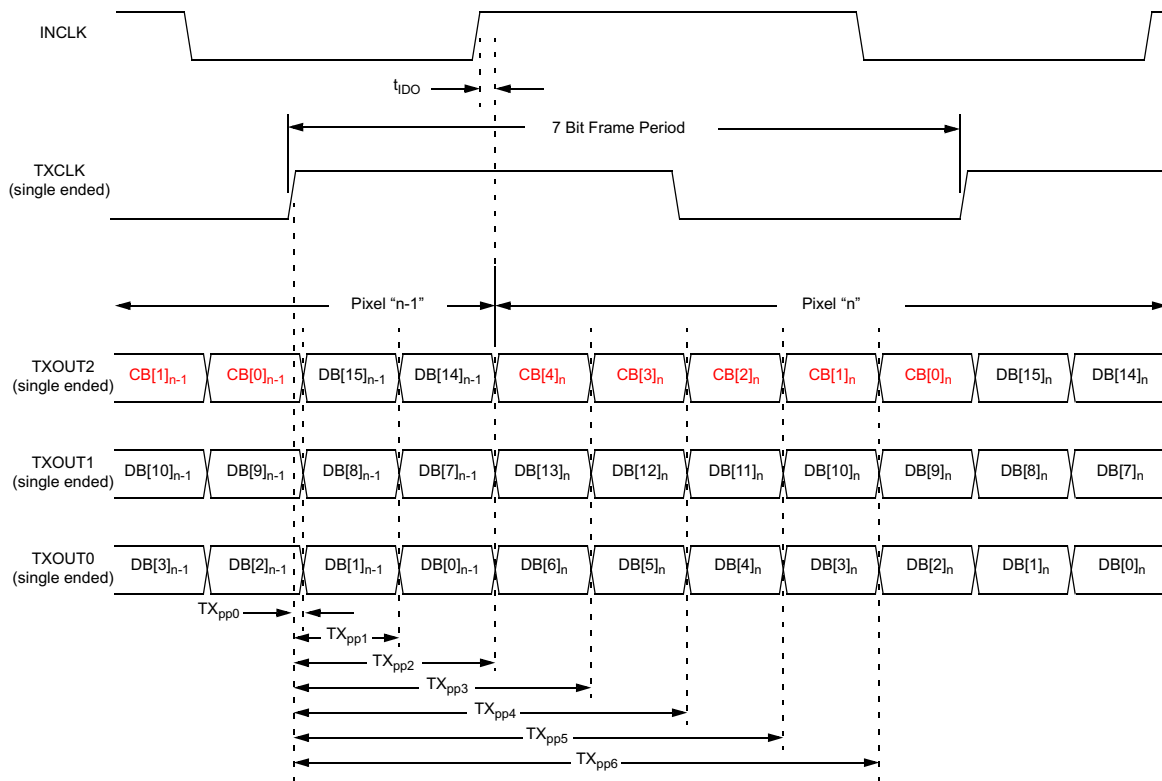 INCLK
tIDO
7 Bit Frame Period
TXCLK
(single ended)
Pixel “n-1” Pixel “n”
TXOUT2
(single ended)
CB[1]n-1 CB[0]n-1 DB[15]n-1 DB[14]n-1 CB[4]n CB[3]n CB[2]n CB[1]n CB[0]n DB[15]n DB[14]n
TXOUT1
(single ended)
DB[10]n-1 DB[9]n-1 DB[8]n-1 DB[7]n-1 DB[13]n DB[12]n DB[11]n DB[10]n DB[9]n DB[8]n DB[7]n
TXOUT0
(single ended)
DB[3]n-1 DB[2]n-1 DB[1]n-1 DB[0]n-1 DB[6]n DB[5]n DB[4]n DB[3]n DB[2]n DB[1]n DB[0]n
TXpp0
TXpp1
TXpp2
TXpp3
TXpp4
TXpp5
TXpp6